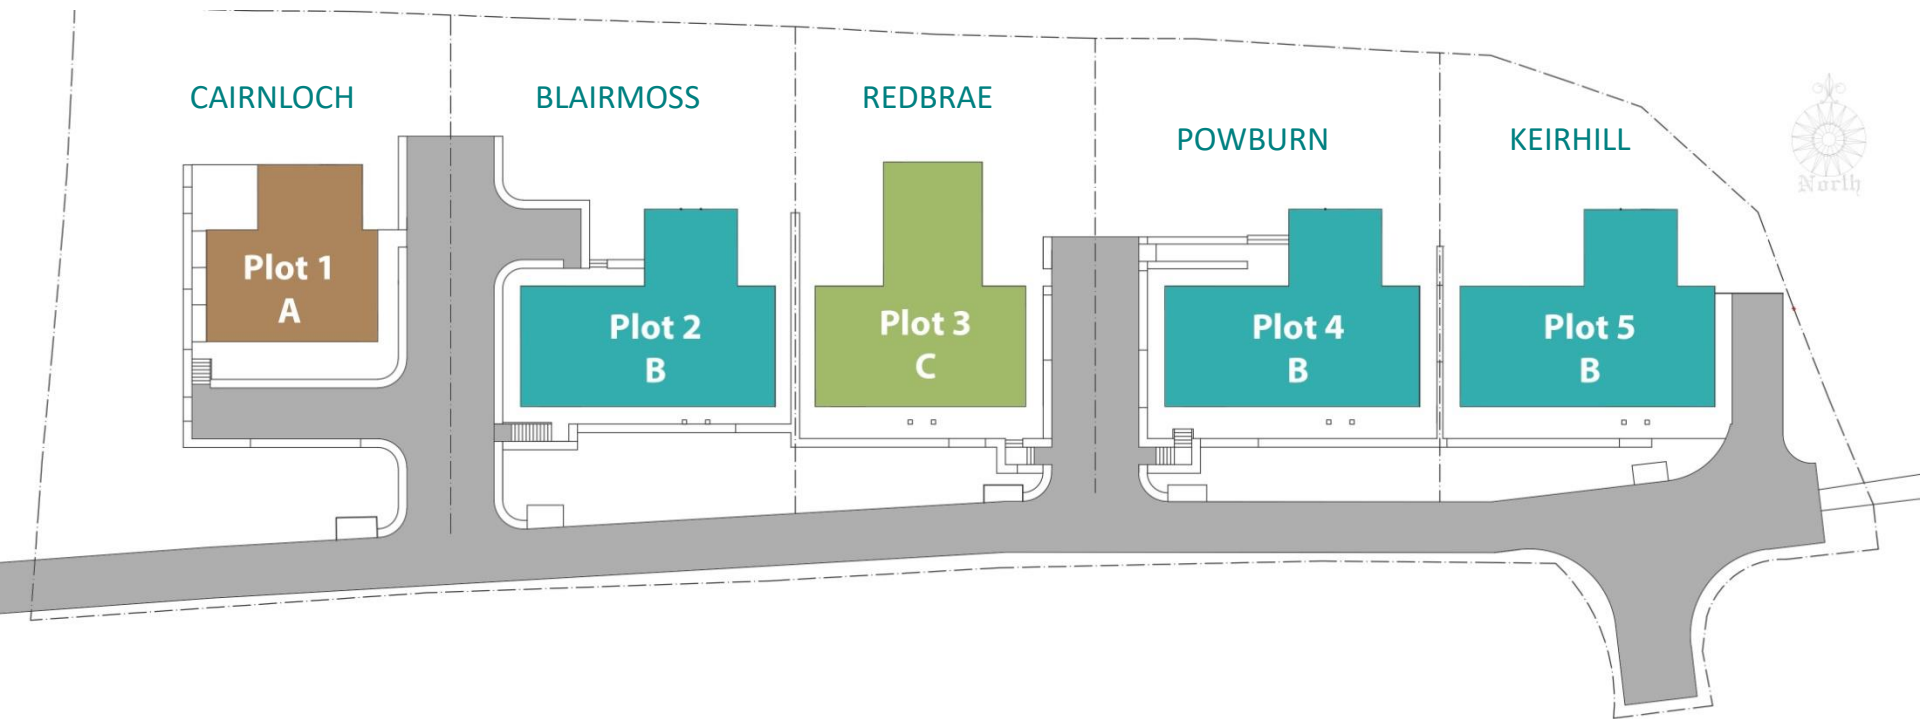 CAIRNLOCH
BLAIRMOSS
REDBRAE
POWBURN
KEIRHILL
North
Plot 1
A
Plot 2
B
Plot 3
C
Plot 4
B
Plot 5
B